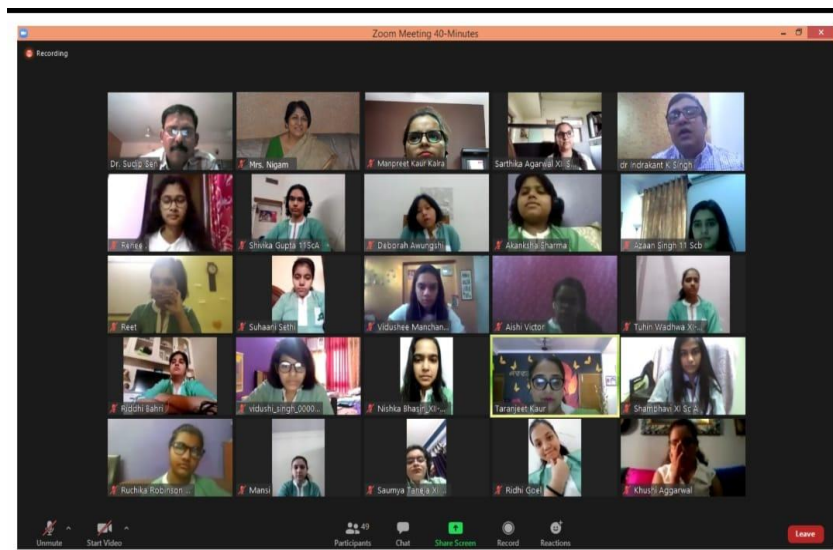 Zoom Meeting 40-Minutes
Recording
Dr. Sudip Sen
Mrs. Nigam
Manpreet Kaur Kalra
Sarthika Agarwal XI S...
dr Indrakant K Singh
Renee .
Shivika Gupta 11ScA
Deborah Awungshi
Akanksha Sharma
Azaan Singh 11 Scb
Reet
Suhaani Sethi
Vidushee Manchan...
Aishi Victor
Tuhin Wadhwa XI-...
Riddhi Bahri
vidushi_singh_0000...
Nishka Bhasin_XII-...
Taranjeet Kaur
Shambhavi XI Sc A
Ruchika Robinson ...
Mansi
Saumya Taneja XI ...
Ridhi Goel
Khushi Aggarwal
Unmute
Start Video
49
Participants
Chat
Share Screen
Record
Reactions
Leave